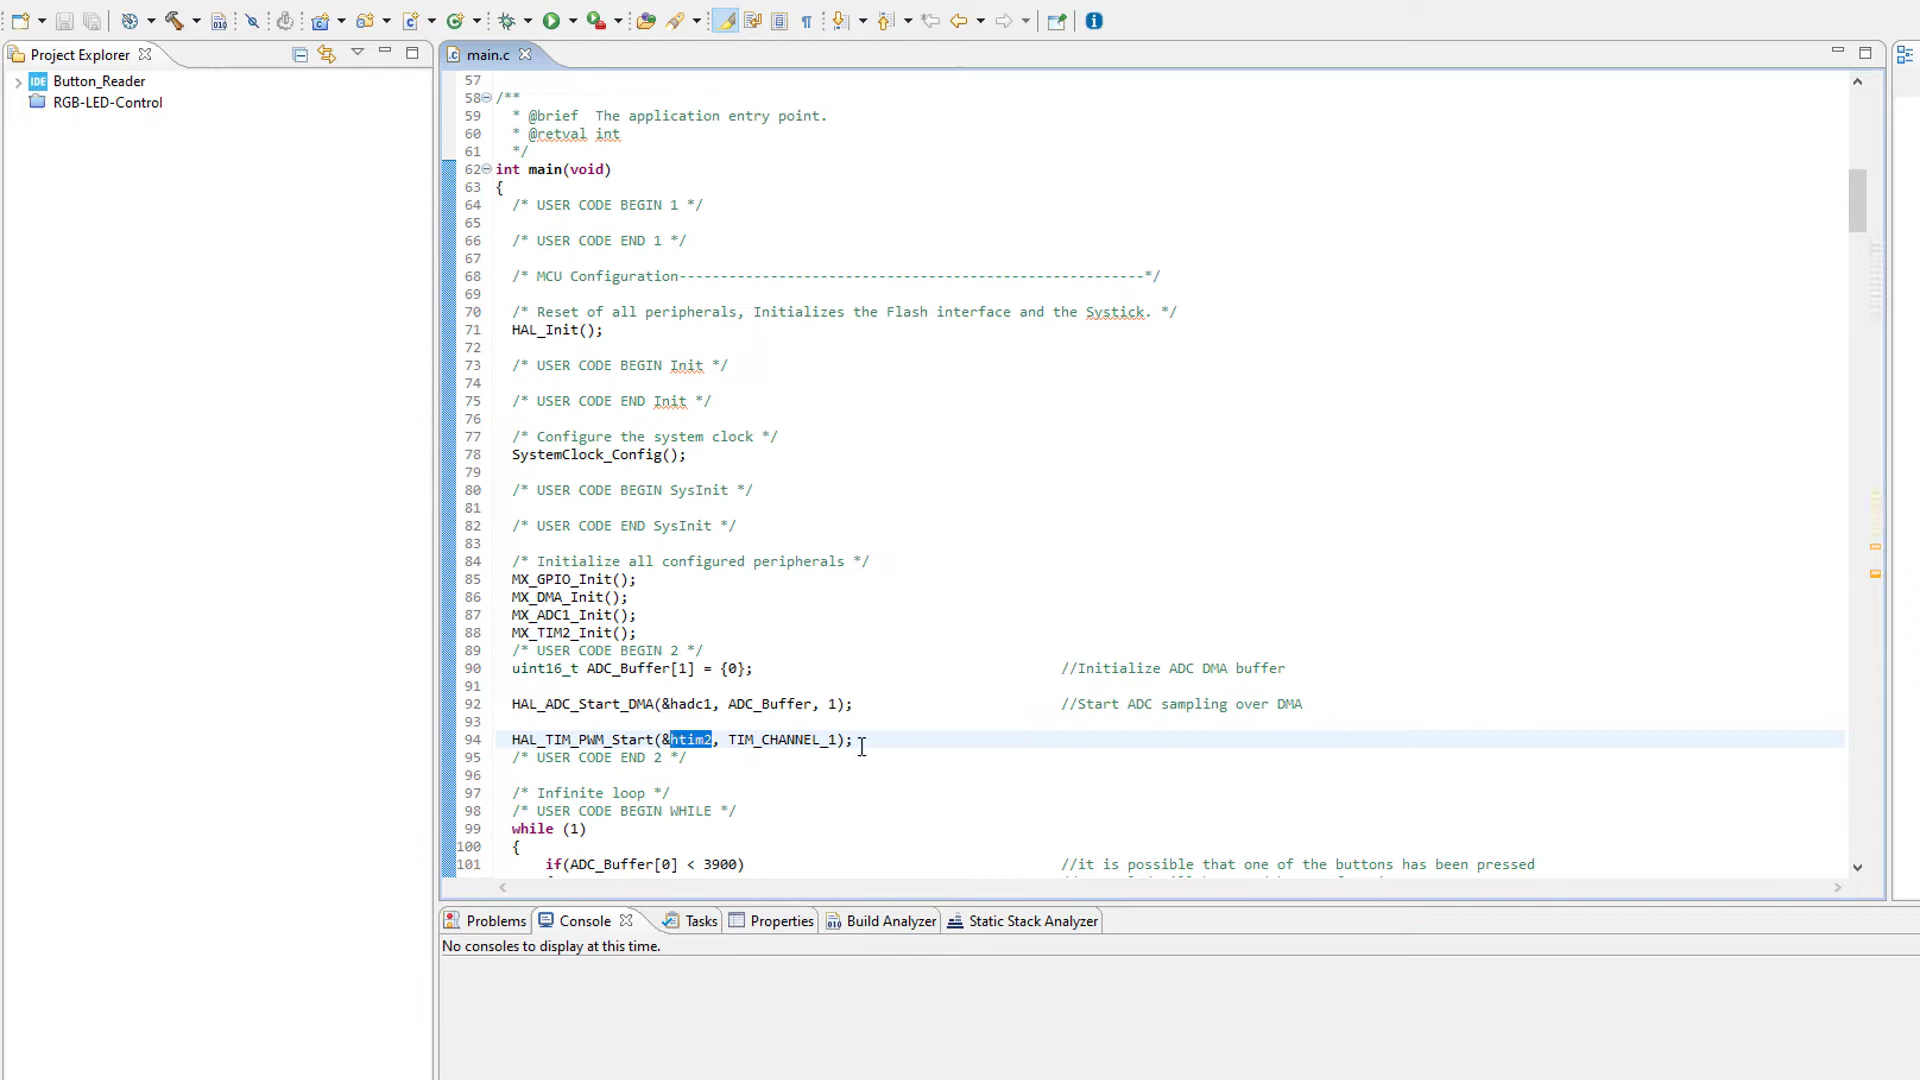 Project Explorer
Button_Reader
RGB-LED-Control
main.c
57
58 /**
59 * @brief The application entry point.
60 * @retval int
61 */
62 int main(void)
63 {
64 /* USER CODE BEGIN 1 */
65
66 /* USER CODE END 1 */
67
68 /* MCU Configuration--------------------------------------------------------*/
69
70 /* Reset of all peripherals, Initializes the Flash interface and the Systick. */
71 HAL_Init();
72
73 /* USER CODE BEGIN Init */
74
75 /* USER CODE END Init */
76
77 /* Configure the system clock */
78 SystemClock_Config();
79
80 /* USER CODE BEGIN SysInit */
81
82 /* USER CODE END SysInit */
83
84 /* Initialize all configured peripherals */
85 MX_GPIO_Init();
86 MX_DMA_Init();
87 MX_ADC1_Init();
88 MX_TIM2_Init();
89 /* USER CODE BEGIN 2 */
90 uint16_t ADC_Buffer[1] = {0}; //Initialize ADC DMA buffer
91
92 HAL_ADC_Start_DMA(&hadc1, ADC_Buffer, 1); //Start ADC sampling over DMA
93
94 HAL_TIM_PWM_Start(&htim2, TIM_CHANNEL_1);
95 /* USER CODE END 2 */
96
97 /* Infinite loop */
98 /* USER CODE BEGIN WHILE */
99 while (1)
100 {
101 if(ADC_Buffer[0] < 3900) //it is possible that one of the buttons has been pressed
Problems Console Tasks Properties Build Analyzer Static Stack Analyzer
No consoles to display at this time.